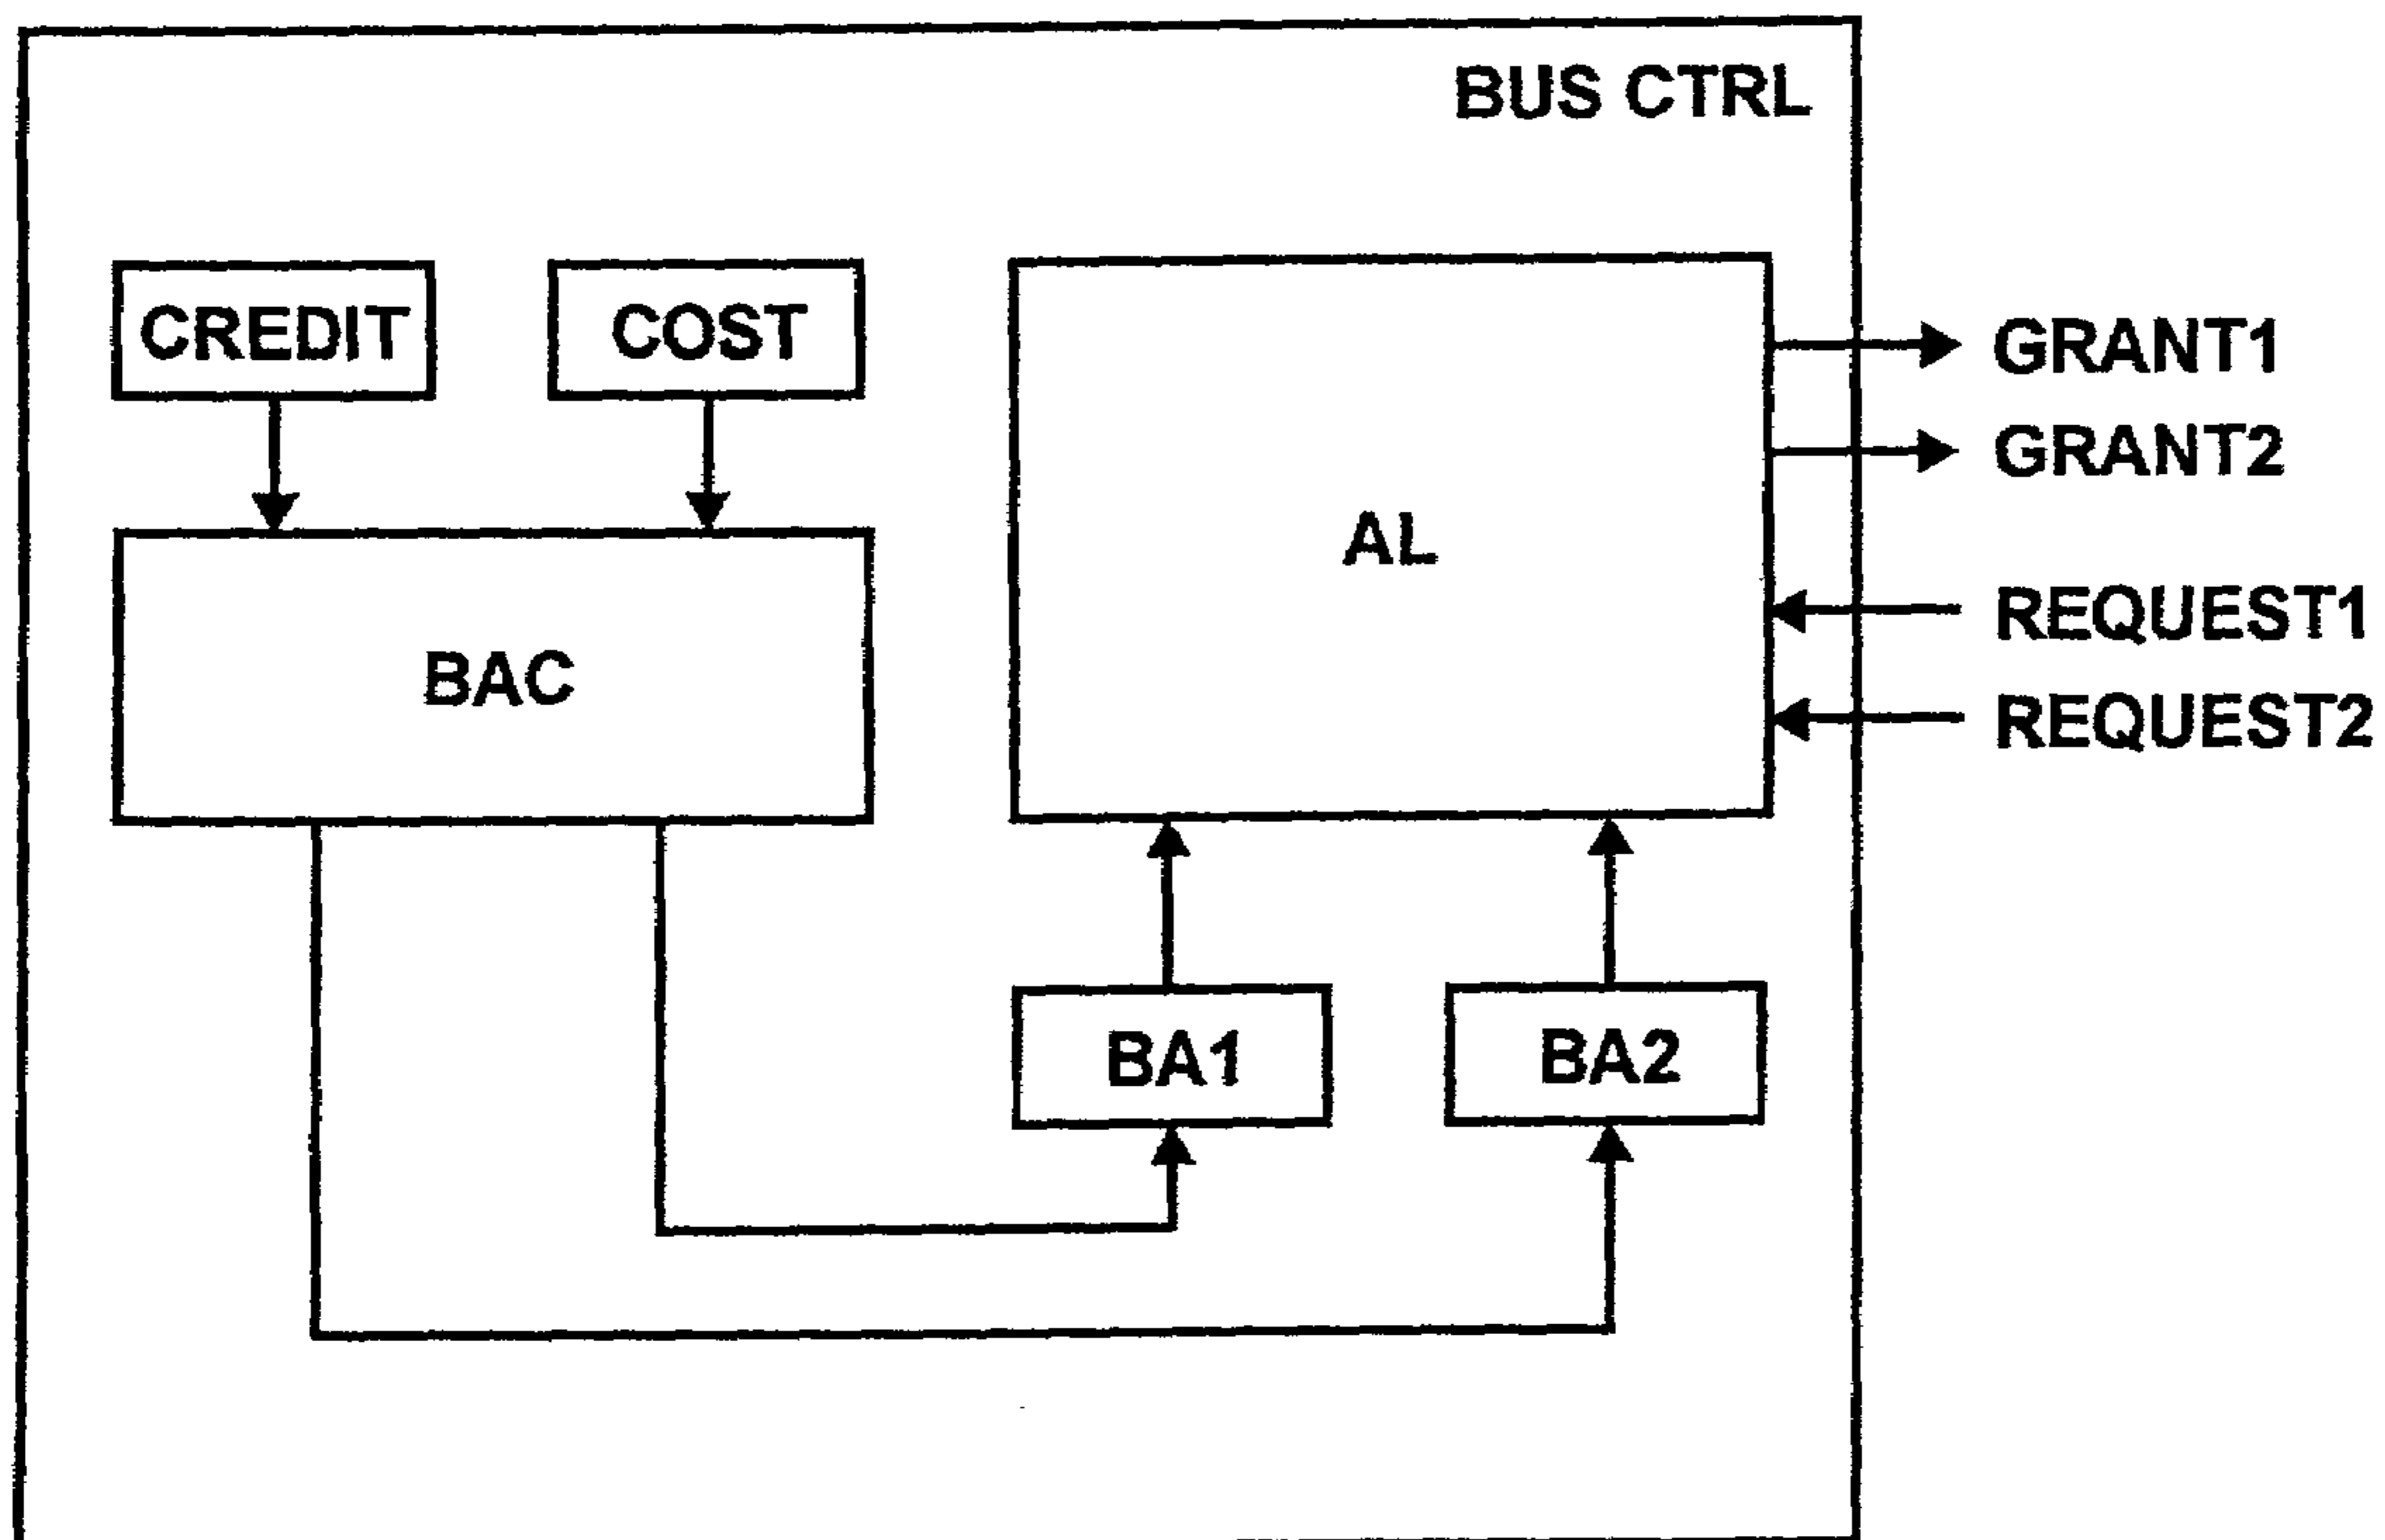 BUS CTRL
CREDIT
COST
GRANT1
GRANT2
AL
REQUEST1
BAC
REQUEST2
BA1
BA2